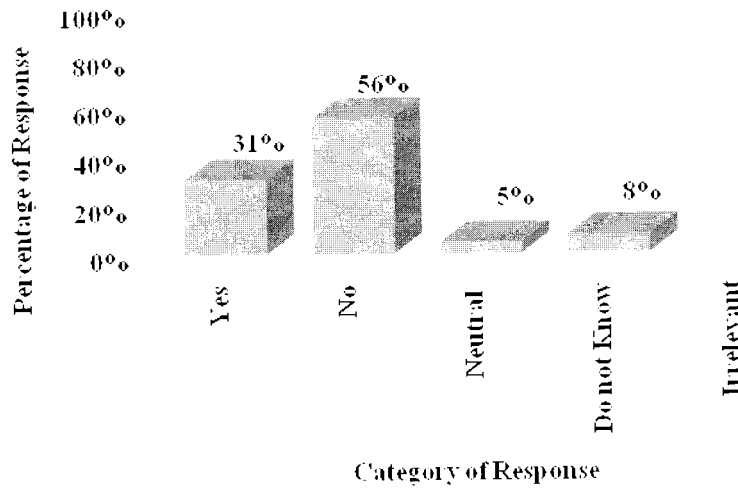 100%
80%
60%
40%
20%
0%
Percentage of Response
31%
56%
5%
8%
Yes
No
Neutral
Do not Know
Irrelevant
Category of Response